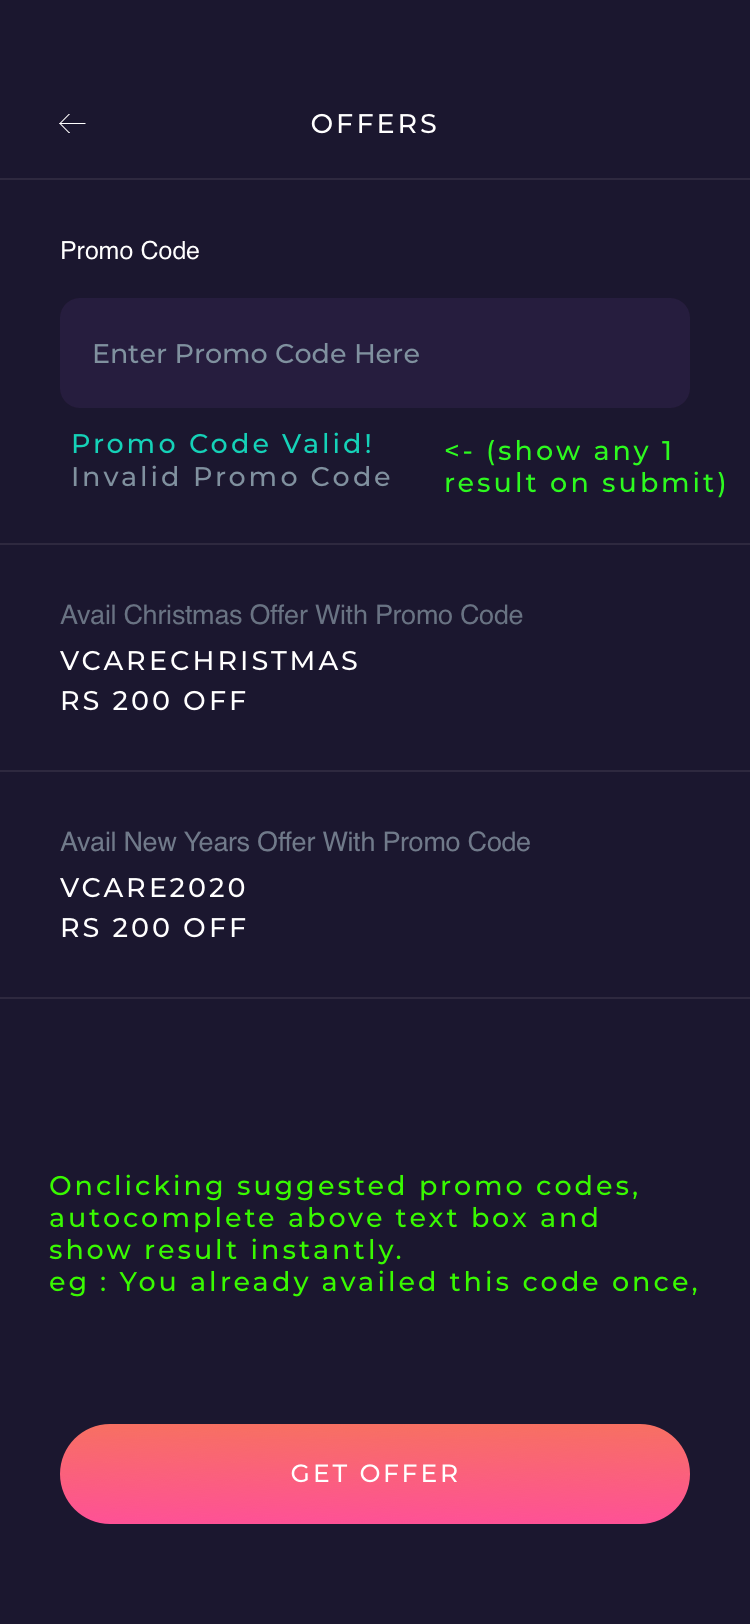 OFFERS
Promo Code
Enter Promo Code Here
Promo Code Valid!
Invalid Promo Code
<- (show any 1
result on submit)
Avail Christmas Offer With Promo Code
VCARECHRISTMAS
RS 200 OFF
Avail New Years Offer With Promo Code
VCARE2020
RS 200 OFF
Onclicking suggested promo codes,
autocomplete above text box and
show result instantly.
eg : You already availed this code once,
GET OFFER